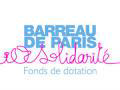 BARREAU
DE PARIS
Solidarité
Fonds de dotation